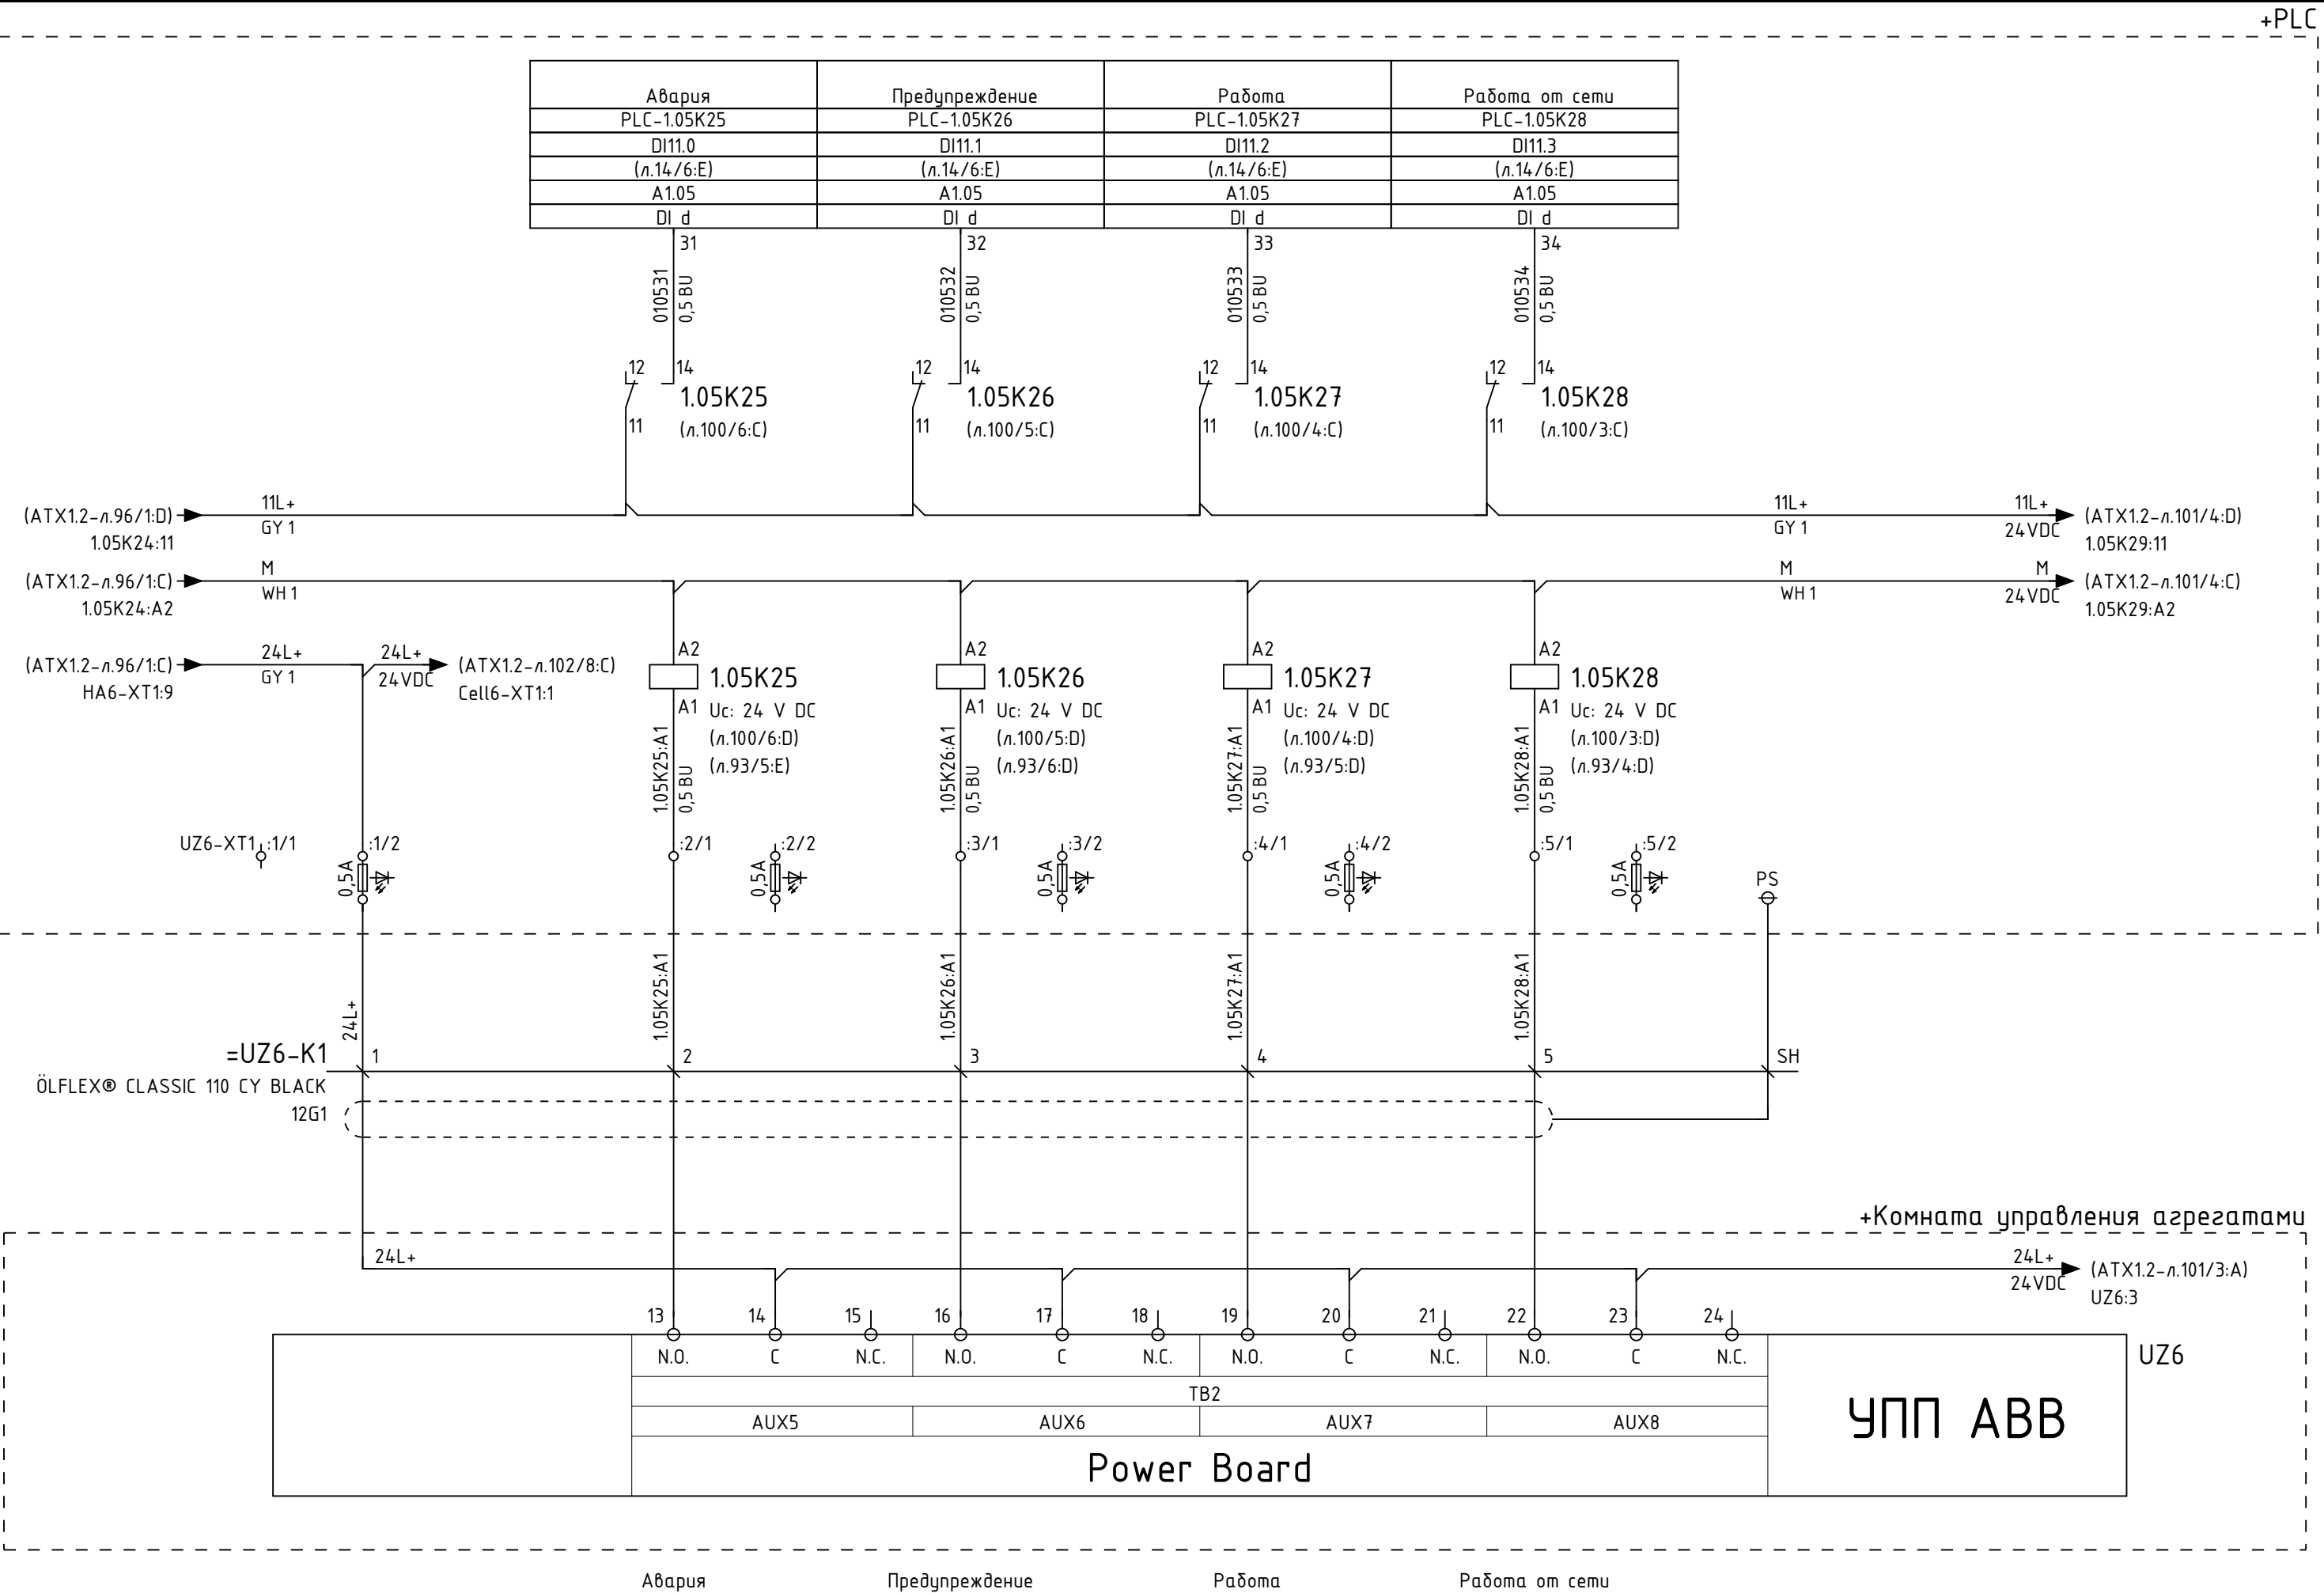 +PLC
Авария Предупреждение Работа Работа от сети
PLC-1.05K25 PLC-1.05K26 PLC-1.05K27 PLC-1.05K28
DI11.0 DI11.1 DI11.2 DI11.3
(л.14/6:E) (л.14/6:E) (л.14/6:E) (л.14/6:E)
A1.05 A1.05 A1.05 A1.05
DI d DI d DI d DI d
31 32 33 34
010531 0,5 BU 010532 0,5 BU 010533 0,5 BU 010534 0,5 BU
12 14 12 14 12 14 12 14
1.05K25 1.05K26 1.05K27 1.05K28
11 (л.100/6:C) 11 (л.100/5:C) 11 (л.100/4:C) 11 (л.100/3:C)
11L+ 11L+ 11L+
(ATX1.2-л.96/1:D) GY 1 GY 1 24VDC (ATX1.2-л.101/4:D)
1.05K24:11 1.05K29:11
M M M
(ATX1.2-л.96/1:C) WH 1 WH 1 24VDC (ATX1.2-л.101/4:C)
1.05K24:A2 1.05K29:A2
24L+ 24L+ A2 A2 A2 A2
(ATX1.2-л.96/1:C) GY 1 24VDC (ATX1.2-л.102/8:C) 1.05K25 1.05K26 1.05K27 1.05K28
HA6-XT1:9 Cell6-XT1:1
A1 Uc: 24 V DC A1 Uc: 24 V DC A1 Uc: 24 V DC A1 Uc: 24 V DC
(л.100/6:D) (л.100/5:D) (л.100/4:D) (л.100/3:D)
(л.93/5:E) (л.93/6:D) (л.93/5:D) (л.93/4:D)
1.05K25:A1 0,5 BU 1.05K26:A1 0,5 BU 1.05K27:A1 0,5 BU 1.05K28:A1 0,5 BU
UZ6-XT1 :1/1 :1/2 :2/1 :2/2 :3/1 :3/2 :4/1 :4/2 :5/1 :5/2
0,5A 0,5A 0,5A 0,5A 0,5A PS
24L+ 1.05K25:A1 1.05K26:A1 1.05K27:A1 1.05K28:A1
=UZ6-K1 1 2 3 4 5 SH
ÖLFLEX® CLASSIC 110 CY BLACK
12G1
+Комната управления агрегатами
24L+ 24L+
24VDC (ATX1.2-л.101/3:A)
UZ6:3
13 14 15 16 17 18 19 20 21 22 23 24
N.O. C N.C. N.O. C N.C. N.O. C N.C. N.O. C N.C. UZ6
TB2
AUX5 AUX6 AUX7 AUX8 УПП ABB
Power Board
Авария Предупреждение Работа Работа от сети